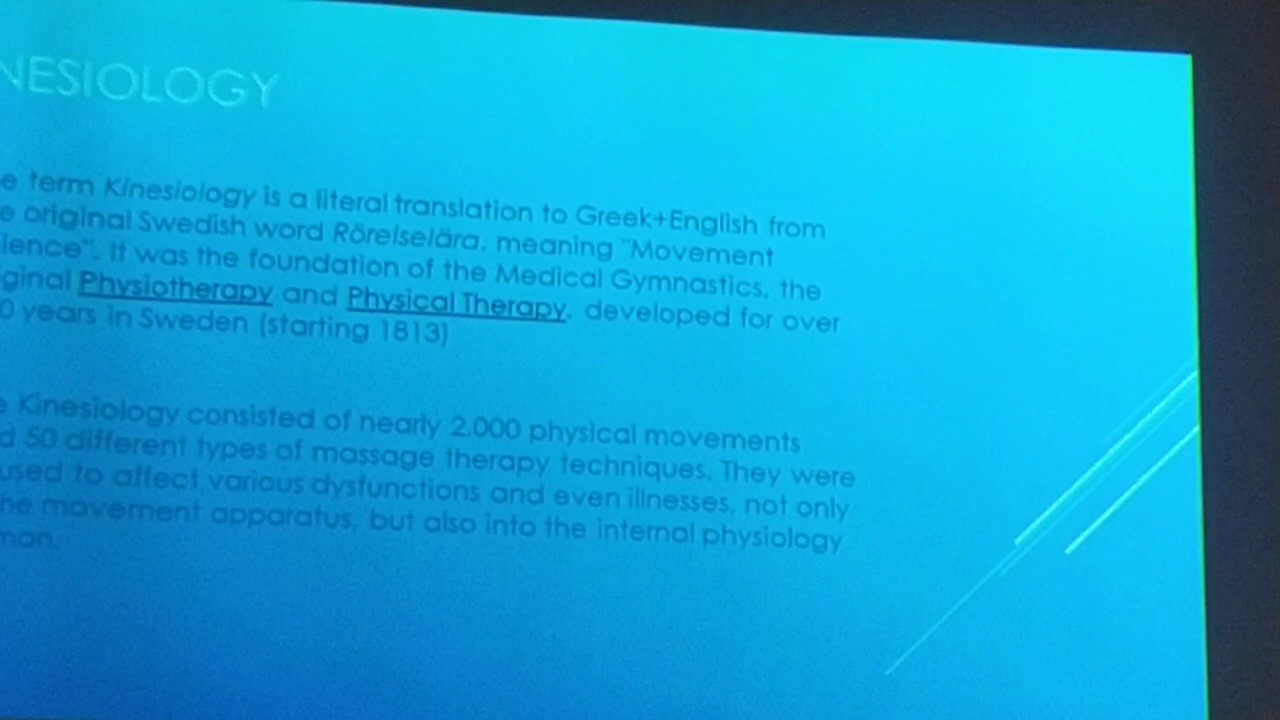 NESIOLOGY
e term Kinesiology is a literal translation to Greek+English from
e original Swedish word Rörelselära, meaning "Movement
ience". It was the foundation of the Medical Gymnastics, the
iginal Physiotherapy and Physical Therapy, developed for over
0 years in Sweden (starting 1813)
e Kinesiology consisted of nearly 2.000 physical movements
d 50 different types of massage therapy techniques. They were
used to affect various dysfunctions and even illnesses, not only
he movement apparatus, but also into the internal physiology
man.